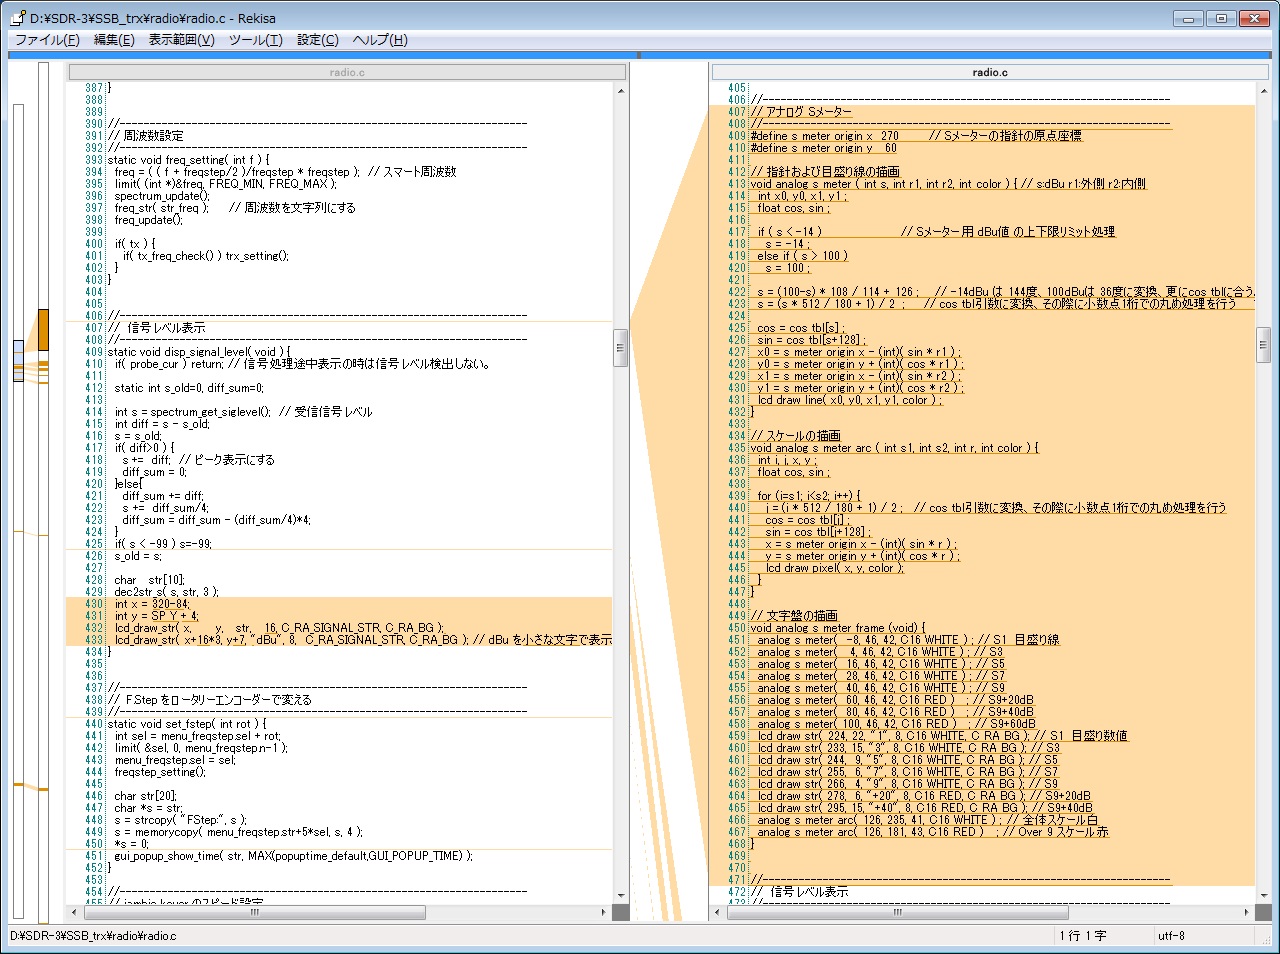 D:¥SDR-3¥SSB_trx¥radio¥radio.c - Rekisa
ファイル(F) 編集(E) 表示範囲(V) ツール(T) 設定(C) ヘルプ(H)
radio.c
387 }
388
389
390 //---------------------------------------------------------------------
391 // 周波数設定
392 //---------------------------------------------------------------------
393 static void freq_setting( int f ) {
394 freq = ( ( f + freqstep/2 )/freqstep * freqstep ); // スマート周波数
395 limit( (int *)&freq, FREQ_MIN, FREQ_MAX );
396 spectrum_update();
397 freq_str( str_freq ); // 周波数を文字列にする
398 freq_update();
399
400 if( tx ) {
401 if( tx_freq_check() ) trx_setting();
402 }
403 }
404
405
406 //---------------------------------------------------------------------
407 // 信号レベル表示
408 //---------------------------------------------------------------------
409 static void disp_signal_level( void ) {
410 if( probe_cur ) return; // 信号処理途中表示の時は信号レベル検出しない。
411
412 static int s_old=0, diff_sum=0;
413
414 int s = spectrum_get_siglevel(); // 受信信号レベル
415 int diff = s - s_old;
416 s = s_old;
417 if( diff>0 ) {
418 s += diff; // ピーク表示にする
419 diff_sum = 0;
420 }else{
421 diff_sum += diff;
422 s += diff_sum/4;
423 diff_sum = diff_sum - (diff_sum/4)*4;
424 }
425 if( s < -99 ) s=-99;
426 s_old = s;
427
428 char str[10];
429 dec2str_s( s, str, 3 );
430 int x = 320-84;
431 int y = SP_Y + 4;
432 lcd_draw_str( x, y, str, 16, C_RA_SIGNAL_STR, C_RA_BG );
433 lcd_draw_str( x+16*3, y+7, "dBu", 8, C_RA_SIGNAL_STR, C_RA_BG ); // dBu を小さな文字で表示
434 }
435
436
437 //---------------------------------------------------------------------
438 // F.Step をロータリーエンコーダーで変える
439 //---------------------------------------------------------------------
440 static void set_fstep( int rot ) {
441 int sel = menu_freqstep.sel + rot;
442 limit( &sel, 0, menu_freqstep.n-1 );
443 menu_freqstep.sel = sel;
444 freqstep_setting();
445
446 char str[20];
447 char *s = str;
448 s = strcopy( "FStep:", s );
449 s = memorycopy( menu_freqstep.str+5*sel, s, 4 );
450 *s = 0;
451 gui_popup_show_time( str, MAX(popuptime_default,GUI_POPUP_TIME) );
452 }
453
454 //---------------------------------------------------------------------
455 // iambic keyer のスピード設定
radio.c
405
406 //---------------------------------------------------------------------
407 // アナログ Sメーター
408 //---------------------------------------------------------------------
409 #define s_meter_origin_x 270 // Sメーターの指針の原点座標
410 #define s_meter_origin_y 60
411
412 // 指針および目盛り線の描画
413 void analog_s_meter ( int s, int r1, int r2, int color ) { // s:dBu r1:外側 r2:内側
414 int x0, y0, x1, y1 ;
415 float cos, sin ;
416
417 if ( s < -14 ) // Sメーター用 dBu値 の上下限リミット処理
418 s = -14 ;
419 else if ( s > 100 )
420 s = 100 ;
421
422 s = (100-s) * 108 / 114 + 126 ; // -14dBu は 144度、100dBuは 36度に変換、更にcos_tblに合う
423 s = (s * 512 / 180 + 1) / 2 ; // cos_tbl引数に変換、その際に小数点1桁での丸め処理を行う
424
425 cos = cos_tbl[s] ;
426 sin = cos_tbl[s+128] ;
427 x0 = s_meter_origin_x - (int)( sin * r1 ) ;
428 y0 = s_meter_origin_y + (int)( cos * r1 ) ;
429 x1 = s_meter_origin_x - (int)( sin * r2 ) ;
430 y1 = s_meter_origin_y + (int)( cos * r2 ) ;
431 lcd_draw_line( x0, y0, x1, y1, color ) ;
432 }
433
434 // スケールの描画
435 void analog_s_meter_arc ( int s1, int s2, int r, int color ) {
436 int i, j, x, y ;
437 float cos, sin ;
438
439 for (i=s1; i<s2; i++) {
440 j = (i * 512 / 180 + 1) / 2 ; // cos_tbl引数に変換、その際に小数点1桁での丸め処理を行う
441 cos = cos_tbl[j] ;
442 sin = cos_tbl[j+128] ;
443 x = s_meter_origin_x - (int)( sin * r ) ;
444 y = s_meter_origin_y + (int)( cos * r ) ;
445 lcd_draw_pixel( x, y, color );
446 }
447 }
448
449 // 文字盤の描画
450 void analog_s_meter_frame (void) {
451 analog_s_meter( -8, 46, 42, C16_WHITE ) ; // S1 目盛り線
452 analog_s_meter( 4, 46, 42, C16_WHITE ) ; // S3
453 analog_s_meter( 16, 46, 42, C16_WHITE ) ; // S5
454 analog_s_meter( 28, 46, 42, C16_WHITE ) ; // S7
455 analog_s_meter( 40, 46, 42, C16_WHITE ) ; // S9
456 analog_s_meter( 60, 46, 42, C16_RED ) ; // S9+20dB
457 analog_s_meter( 80, 46, 42, C16_RED ) ; // S9+40dB
458 analog_s_meter( 100, 46, 42, C16_RED ) ; // S9+60dB
459 lcd_draw_str( 224, 22, "1", 8, C16_WHITE, C_RA_BG ); // S1 目盛り数値
460 lcd_draw_str( 233, 15, "3", 8, C16_WHITE, C_RA_BG ); // S3
461 lcd_draw_str( 244, 9, "5", 8, C16_WHITE, C_RA_BG ); // S5
462 lcd_draw_str( 255, 6, "7", 8, C16_WHITE, C_RA_BG ); // S7
463 lcd_draw_str( 266, 4, "9", 8, C16_WHITE, C_RA_BG ); // S9
464 lcd_draw_str( 278, 6, "+20", 8, C16_RED, C_RA_BG ); // S9+20dB
465 lcd_draw_str( 295, 15, "+40", 8, C16_RED, C_RA_BG ); // S9+40dB
466 analog_s_meter_arc( 126, 235, 41, C16_WHITE ) ; // 全体スケール白
467 analog_s_meter_arc( 126, 181, 43, C16_RED ) ; // Over 9 スケール赤
468 }
469
470
471 //---------------------------------------------------------------------
472 // 信号レベル表示
473 //---------------------------------------------------------------------
D:¥SDR-3¥SSB_trx¥radio¥radio.c
1 行 1 字
utf-8